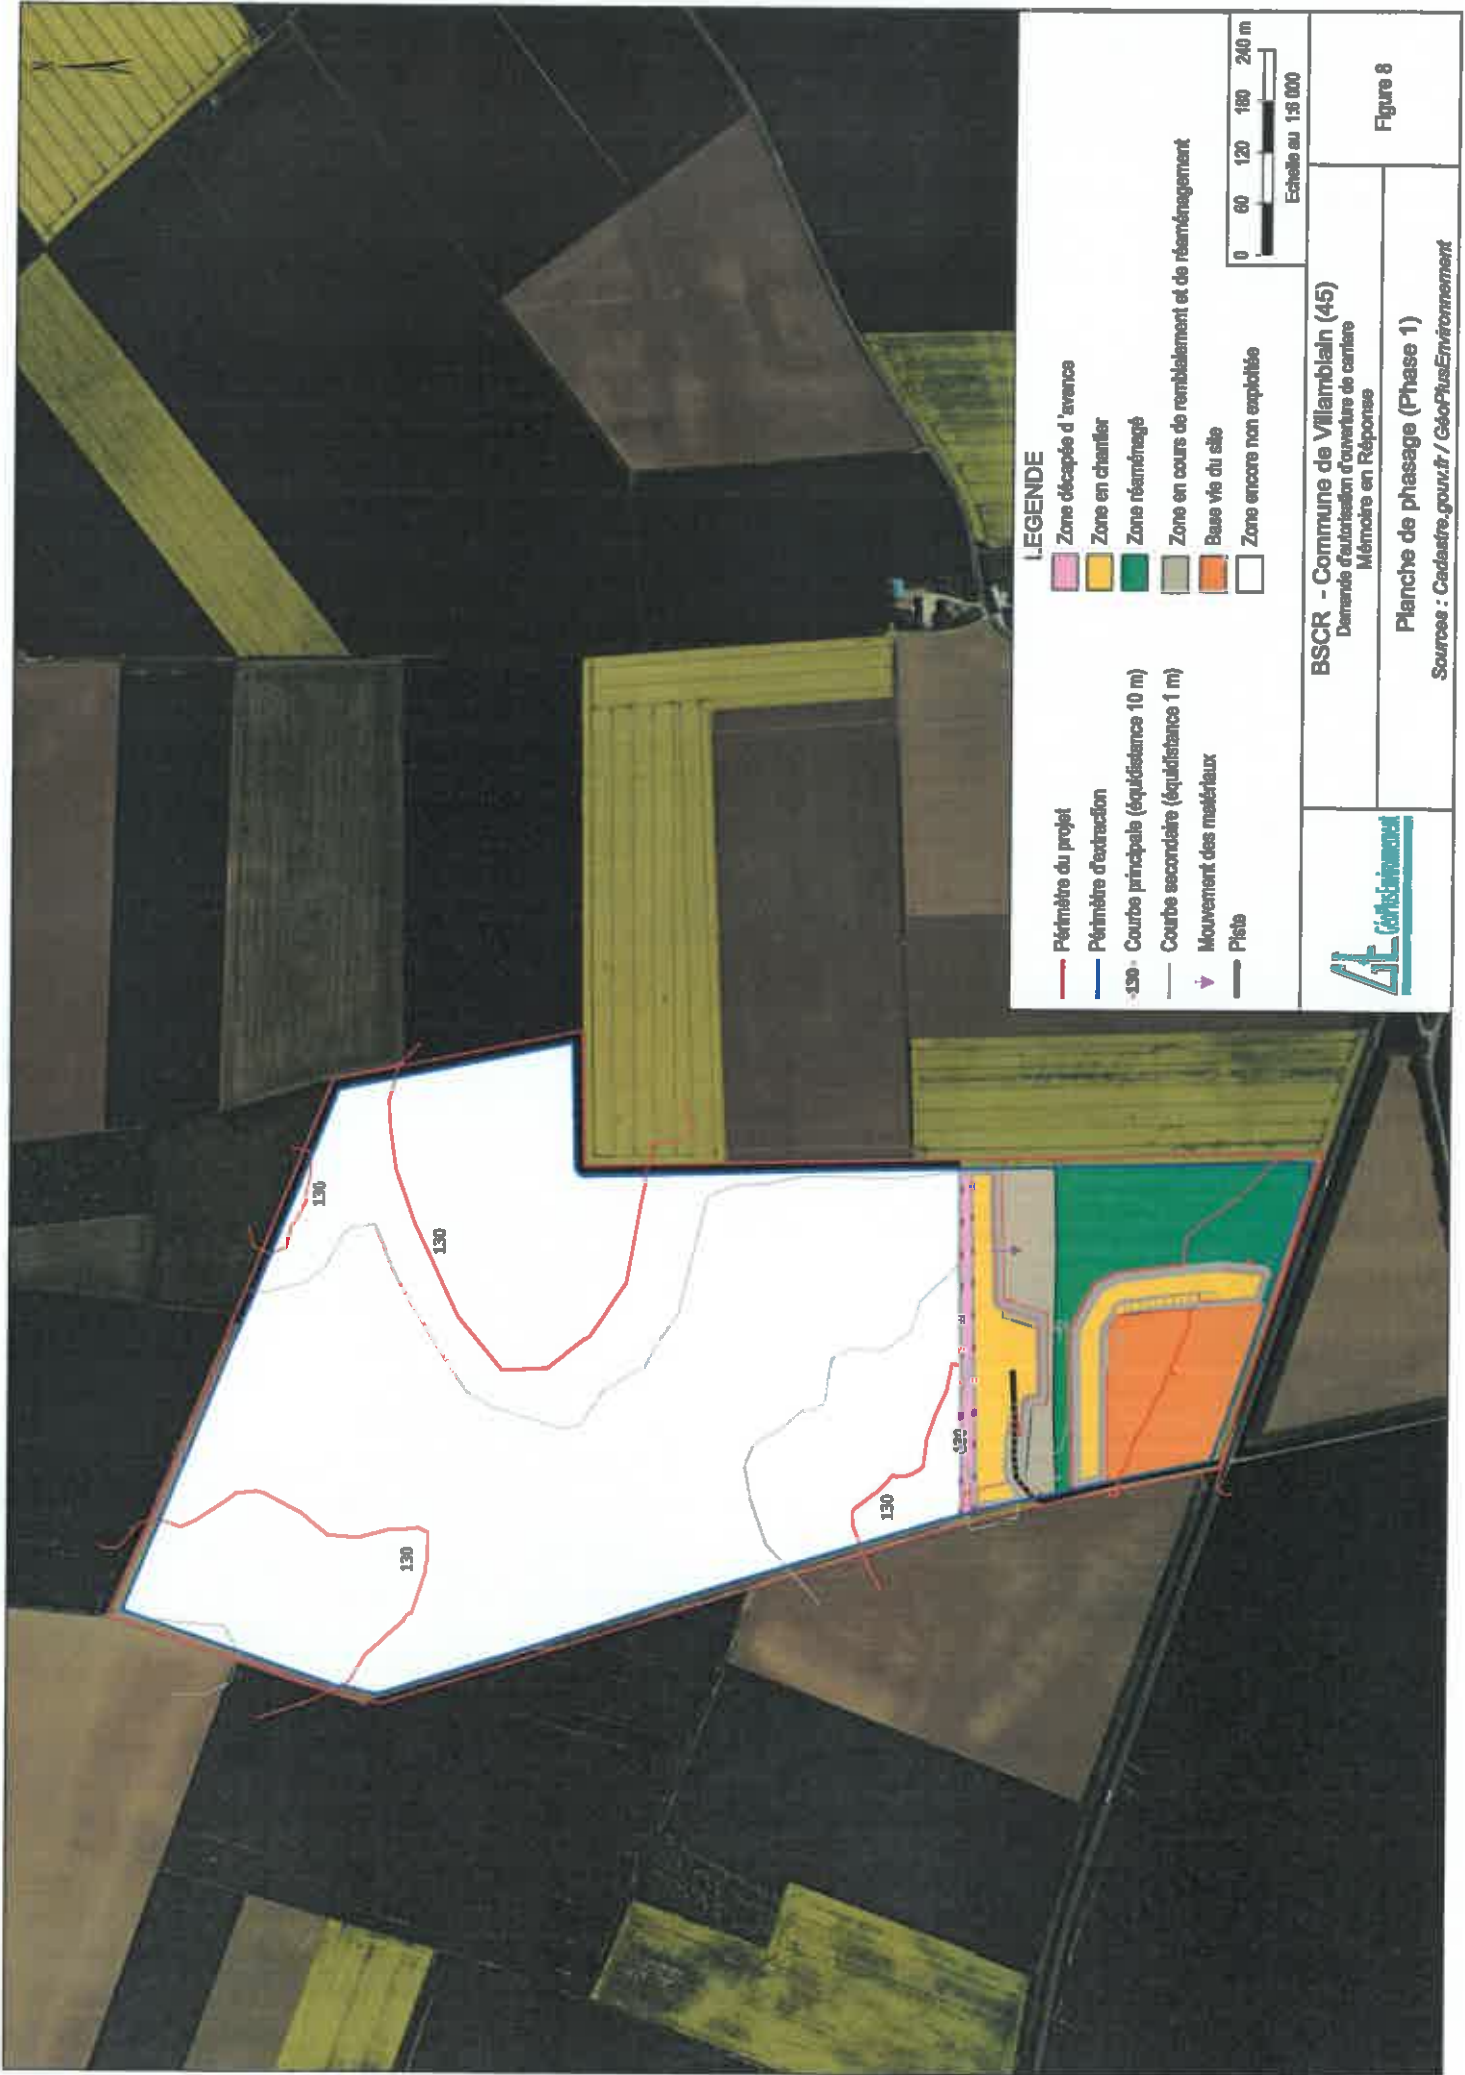 130
130
130
130
130
LEGENDE
Périmètre du projet
Périmètre d'extraction
-130- Courbe principale (équidistance 10 m)
Courbe secondaire (équidistance 1 m)
Mouvement des matériaux
Piste
Zone décapée d'avance
Zone en chantier
Zone réaménagé
Zone en cours de remblaiement et de réaménagement
Base vie du site
Zone encore non exploitée
0 60 120 180 240 m
Echelle au 1:6 000
GéoPlusEnvironnement
BSCR - Commune de Villamblain (45)
Demande d'autorisation d'ouverture de carrière
Mémoire en Réponse
Planche de phasage (Phase 1)
Sources : Cadastre.gouv.fr / GéoPlusEnvironnement
Figure 8